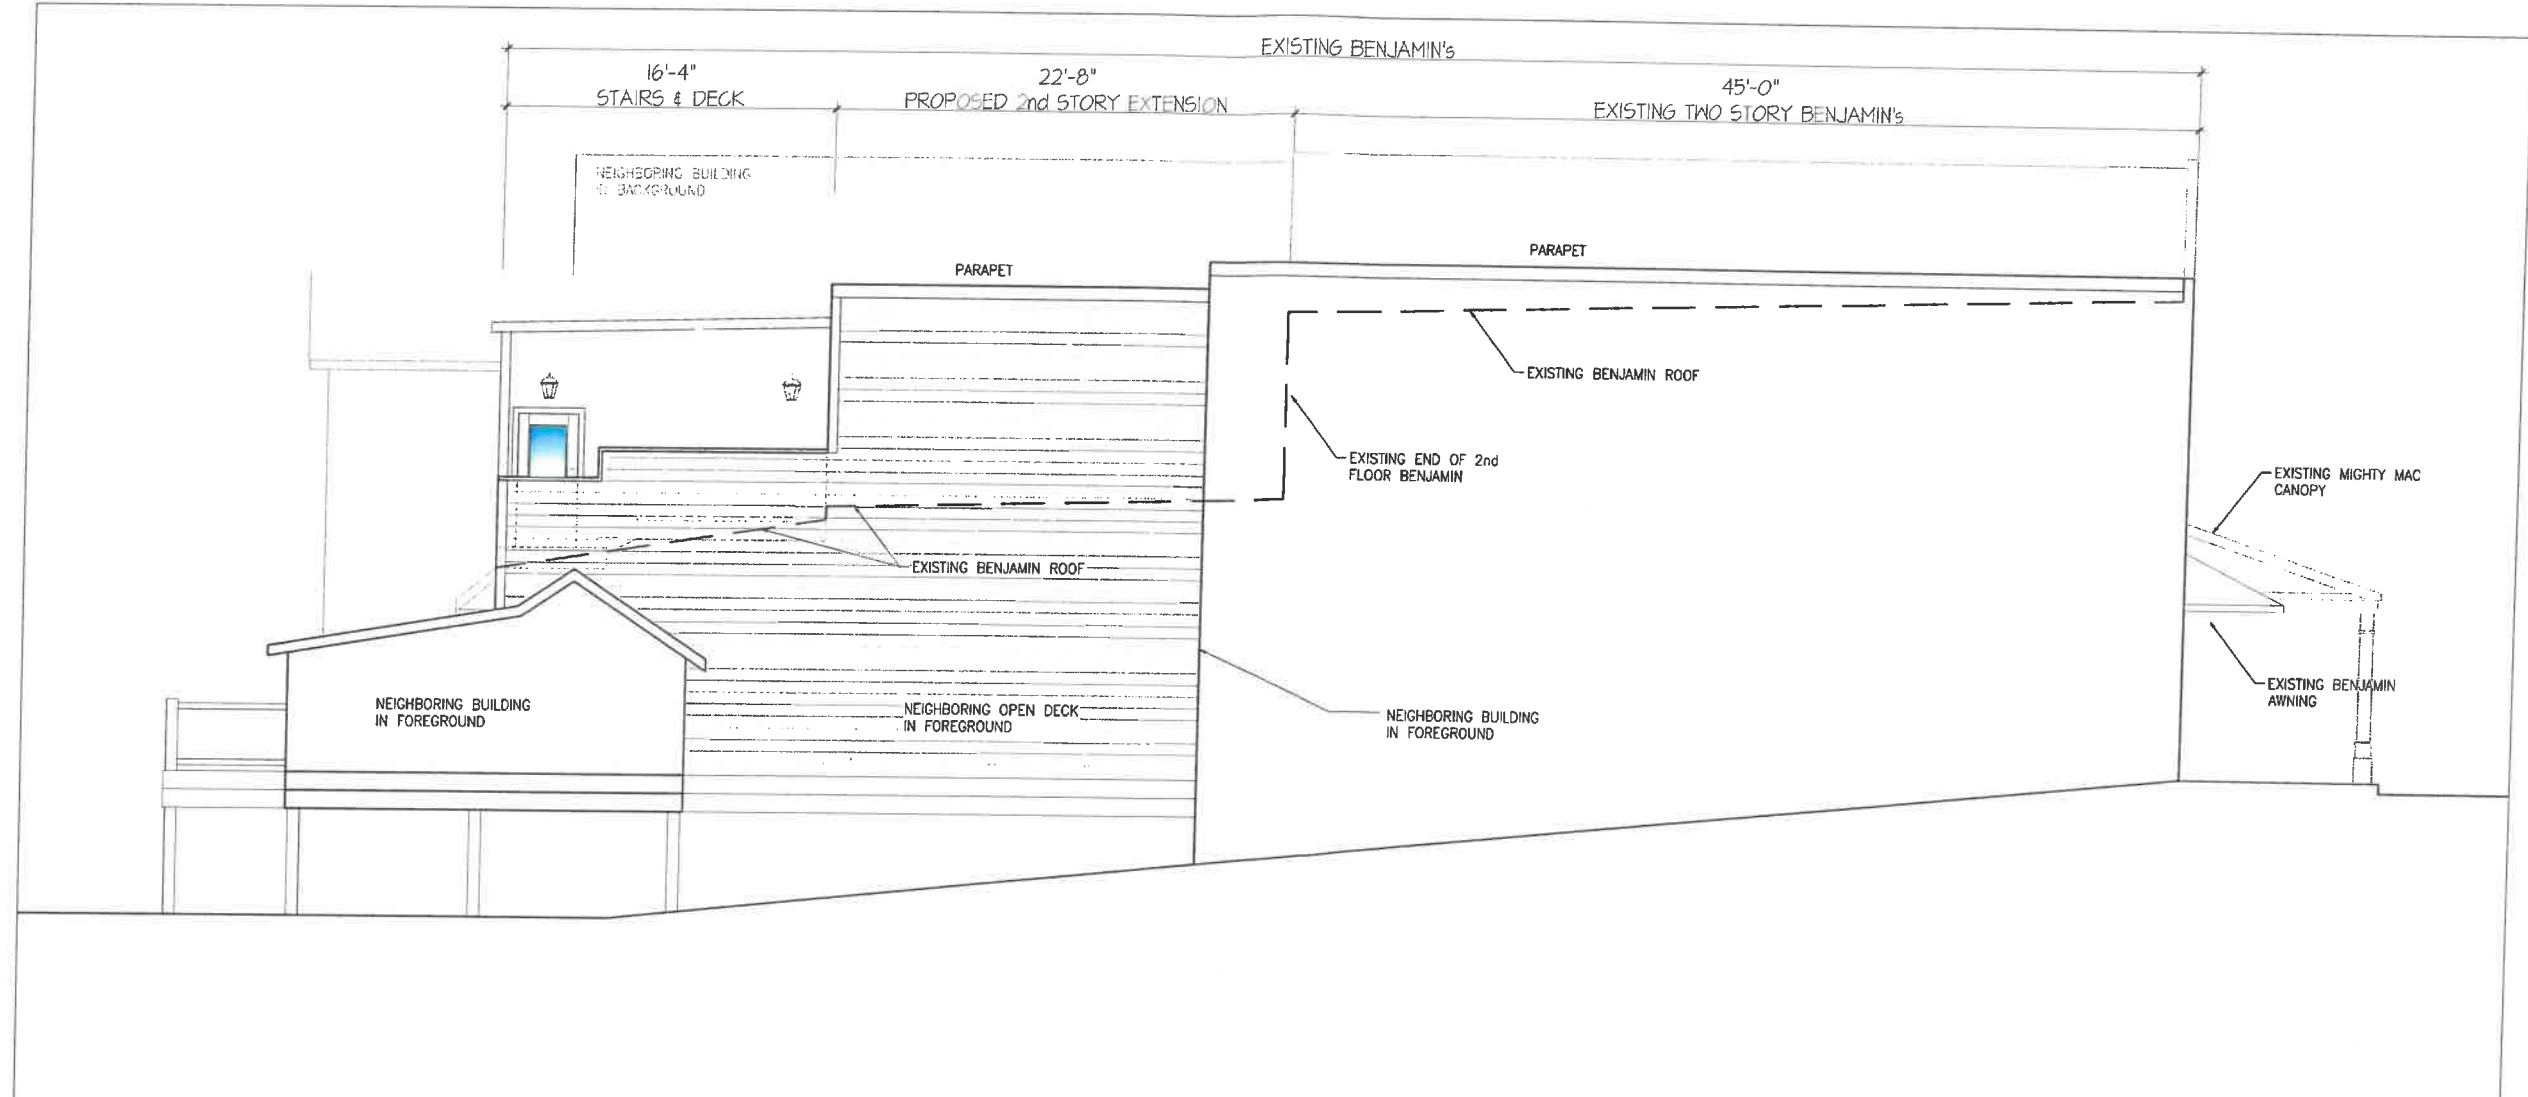 EXISTING BENJAMIN's
16'-4"
STAIRS & DECK
22'-8"
PROPOSED 2nd STORY EXTENSION
45'-0"
EXISTING TWO STORY BENJAMIN's
NEIGHBORING BUILDING
BACKGROUND
PARAPET
PARAPET
EXISTING BENJAMIN ROOF
EXISTING END OF 2nd
FLOOR BENJAMIN
EXISTING MIGHTY MAC
CANOPY
EXISTING BENJAMIN ROOF
EXISTING BENJAMIN
AWNING
NEIGHBORING BUILDING
IN FOREGROUND
NEIGHBORING OPEN DECK
IN FOREGROUND
NEIGHBORING BUILDING
IN FOREGROUND